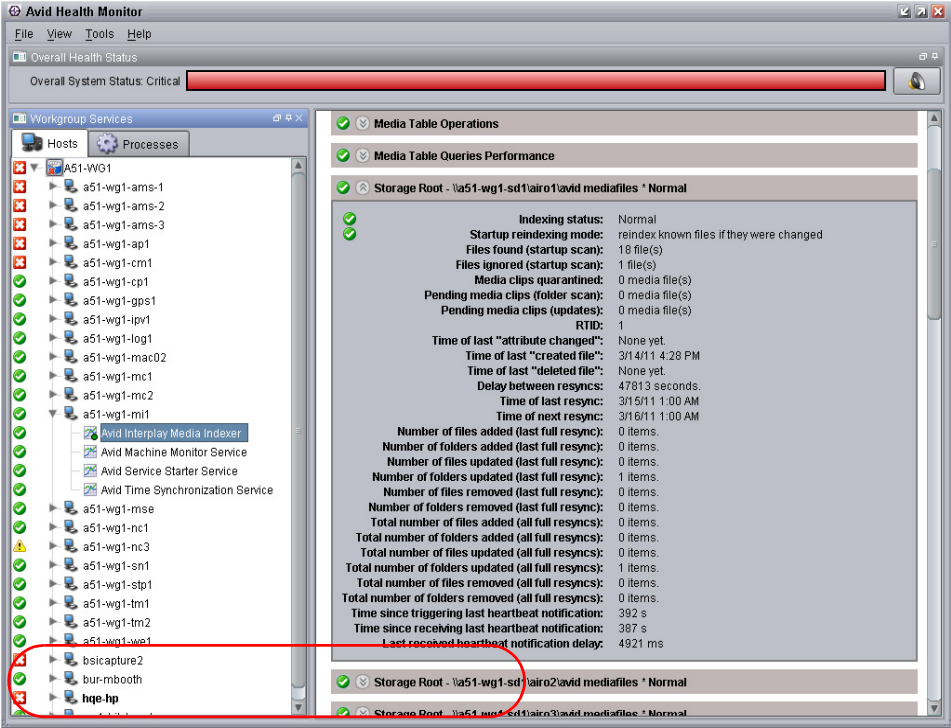 Avid Health Monitor
File View Tools Help
Overall Health Status
Overall System Status: Critical
Workgroup Services
Hosts Processes
A51-WG1
a51-wg1-ams-1
a51-wg1-ams-2
a51-wg1-ams-3
a51-wg1-ap1
a51-wg1-cm1
a51-wg1-cp1
a51-wg1-gps1
a51-wg1-ipv1
a51-wg1-log1
a51-wg1-mac02
a51-wg1-mc1
a51-wg1-mc2
a51-wg1-mi1
Avid Interplay Media Indexer
Avid Machine Monitor Service
Avid Service Starter Service
Avid Time Synchronization Service
a51-wg1-mse
a51-wg1-nc1
a51-wg1-nc3
a51-wg1-sn1
a51-wg1-stp1
a51-wg1-tm1
a51-wg1-tm2
a51-wg1-we1
bsicapture2
bur-mbooth
hqe-hp
Media Table Operations
Media Table Queries Performance
Storage Root - \\a51-wg1-sd1\airo1\avid mediafiles * Normal
Indexing status: Normal
Startup reindexing mode: reindex known files if they were changed
Files found (startup scan): 18 file(s)
Files ignored (startup scan): 1 file(s)
Media clips quarantined: 0 media file(s)
Pending media clips (folder scan): 0 media file(s)
Pending media clips (updates): 0 media file(s)
RTID: 1
Time of last "attribute changed": None yet.
Time of last "created file": 3/14/11 4:28 PM
Time of last "deleted file": None yet.
Delay between resyncs: 47813 seconds.
Time of last resync: 3/15/11 1:00 AM
Time of next resync: 3/16/11 1:00 AM
Number of files added (last full resync): 0 items.
Number of folders added (last full resync): 0 items.
Number of files updated (last full resync): 0 items.
Number of folders updated (last full resync): 1 items.
Number of files removed (last full resync): 0 items.
Number of folders removed (last full resync): 0 items.
Total number of files added (all full resyncs): 0 items.
Total number of folders added (all full resyncs): 0 items.
Total number of files updated (all full resyncs): 0 items.
Total number of folders updated (all full resyncs): 1 items.
Total number of files removed (all full resyncs): 0 items.
Total number of folders removed (all full resyncs): 0 items.
Time since triggering last heartbeat notification: 392 s
Time since receiving last heartbeat notification: 387 s
Last received heartbeat notification delay: 4921 ms
Storage Root - \\a51-wg1-sd1\airo2\avid mediafiles * Normal
Storage Root - \\a51-wg1-sd1\airo3\avid mediafiles * Normal